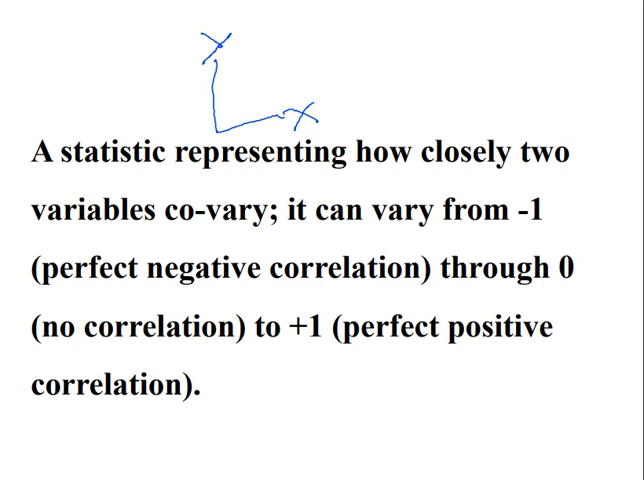 Y
X
A statistic representing how closely two
variables co-vary; it can vary from -1
(perfect negative correlation) through 0
(no correlation) to +1 (perfect positive
correlation).